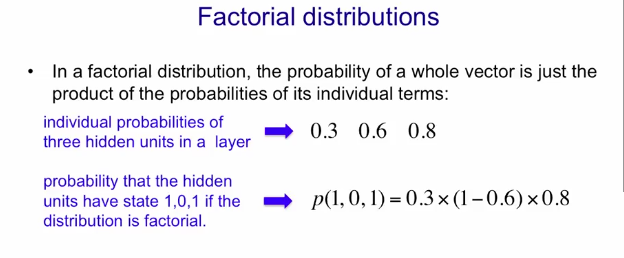 Factorial distributions
• In a factorial distribution, the probability of a whole vector is just the
product of the probabilities of its individual terms:
individual probabilities of
three hidden units in a layer
0.3 0.6 0.8
probability that the hidden
units have state 1,0,1 if the
distribution is factorial.
p(1, 0, 1) = 0.3 × (1 − 0.6) × 0.8